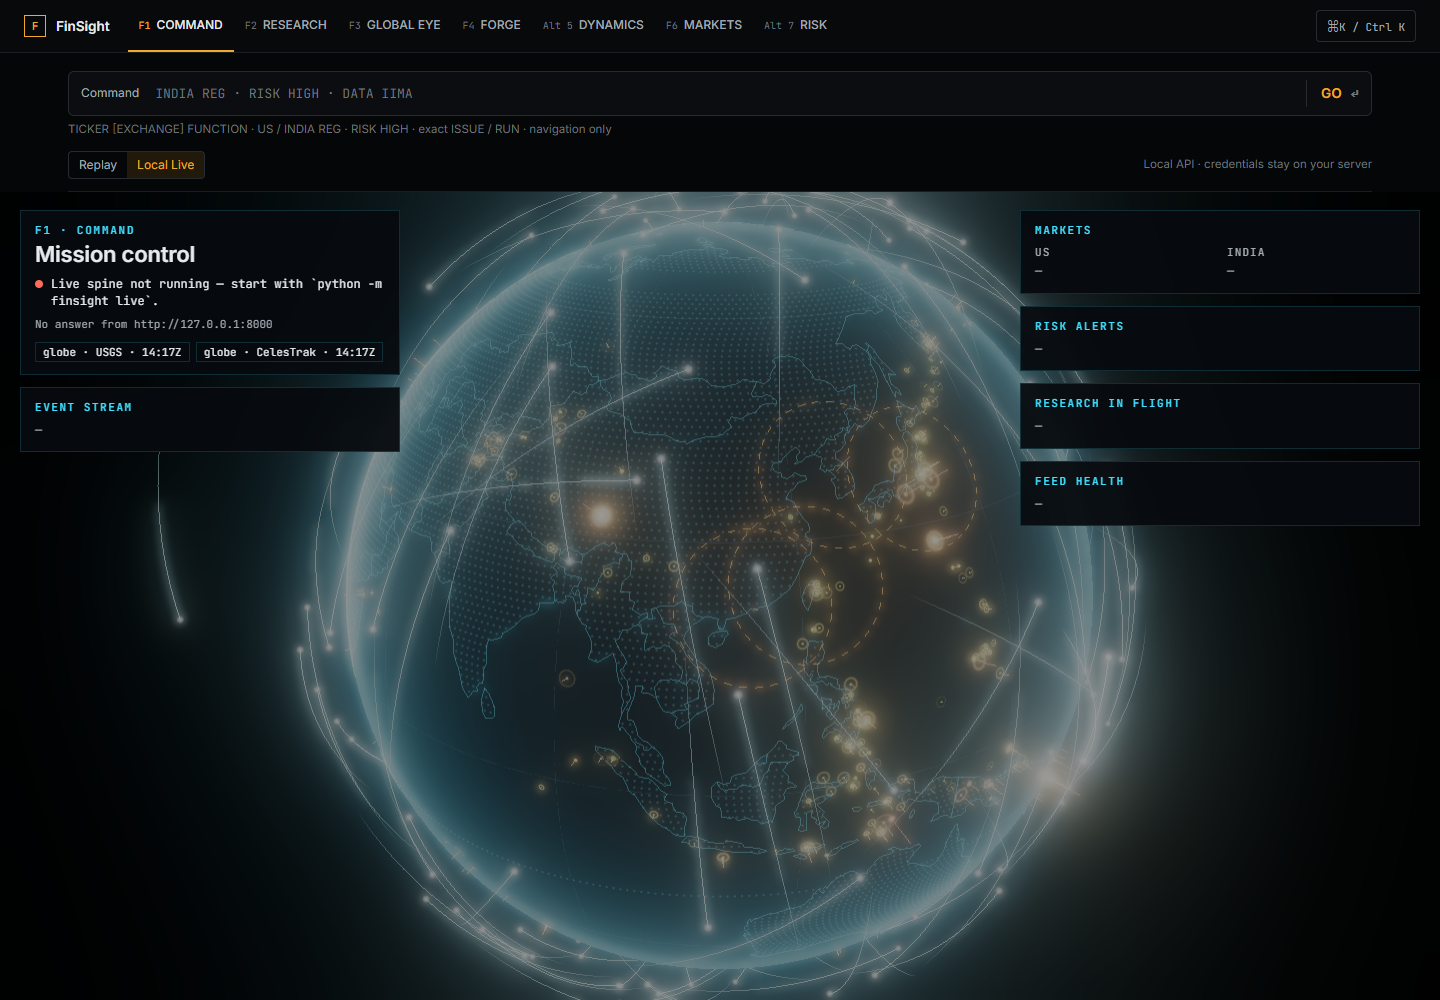 F FinSight F1 COMMAND F2 RESEARCH F3 GLOBAL EYE F4 FORGE Alt 5 DYNAMICS F6 MARKETS Alt 7 RISK ⌘K / Ctrl K
Command INDIA REG · RISK HIGH · DATA IIMA GO ↵
TICKER [EXCHANGE] FUNCTION · US / INDIA REG · RISK HIGH · exact ISSUE / RUN · navigation only
Replay Local Live Local API · credentials stay on your server
F1 · COMMAND
Mission control
Live spine not running — start with `python -m
finsight live`.
No answer from http://127.0.0.1:8000
globe · USGS · 14:17Z globe · CelesTrak · 14:17Z
EVENT STREAM
—
MARKETS
US INDIA
— —
RISK ALERTS
—
RESEARCH IN FLIGHT
—
FEED HEALTH
—